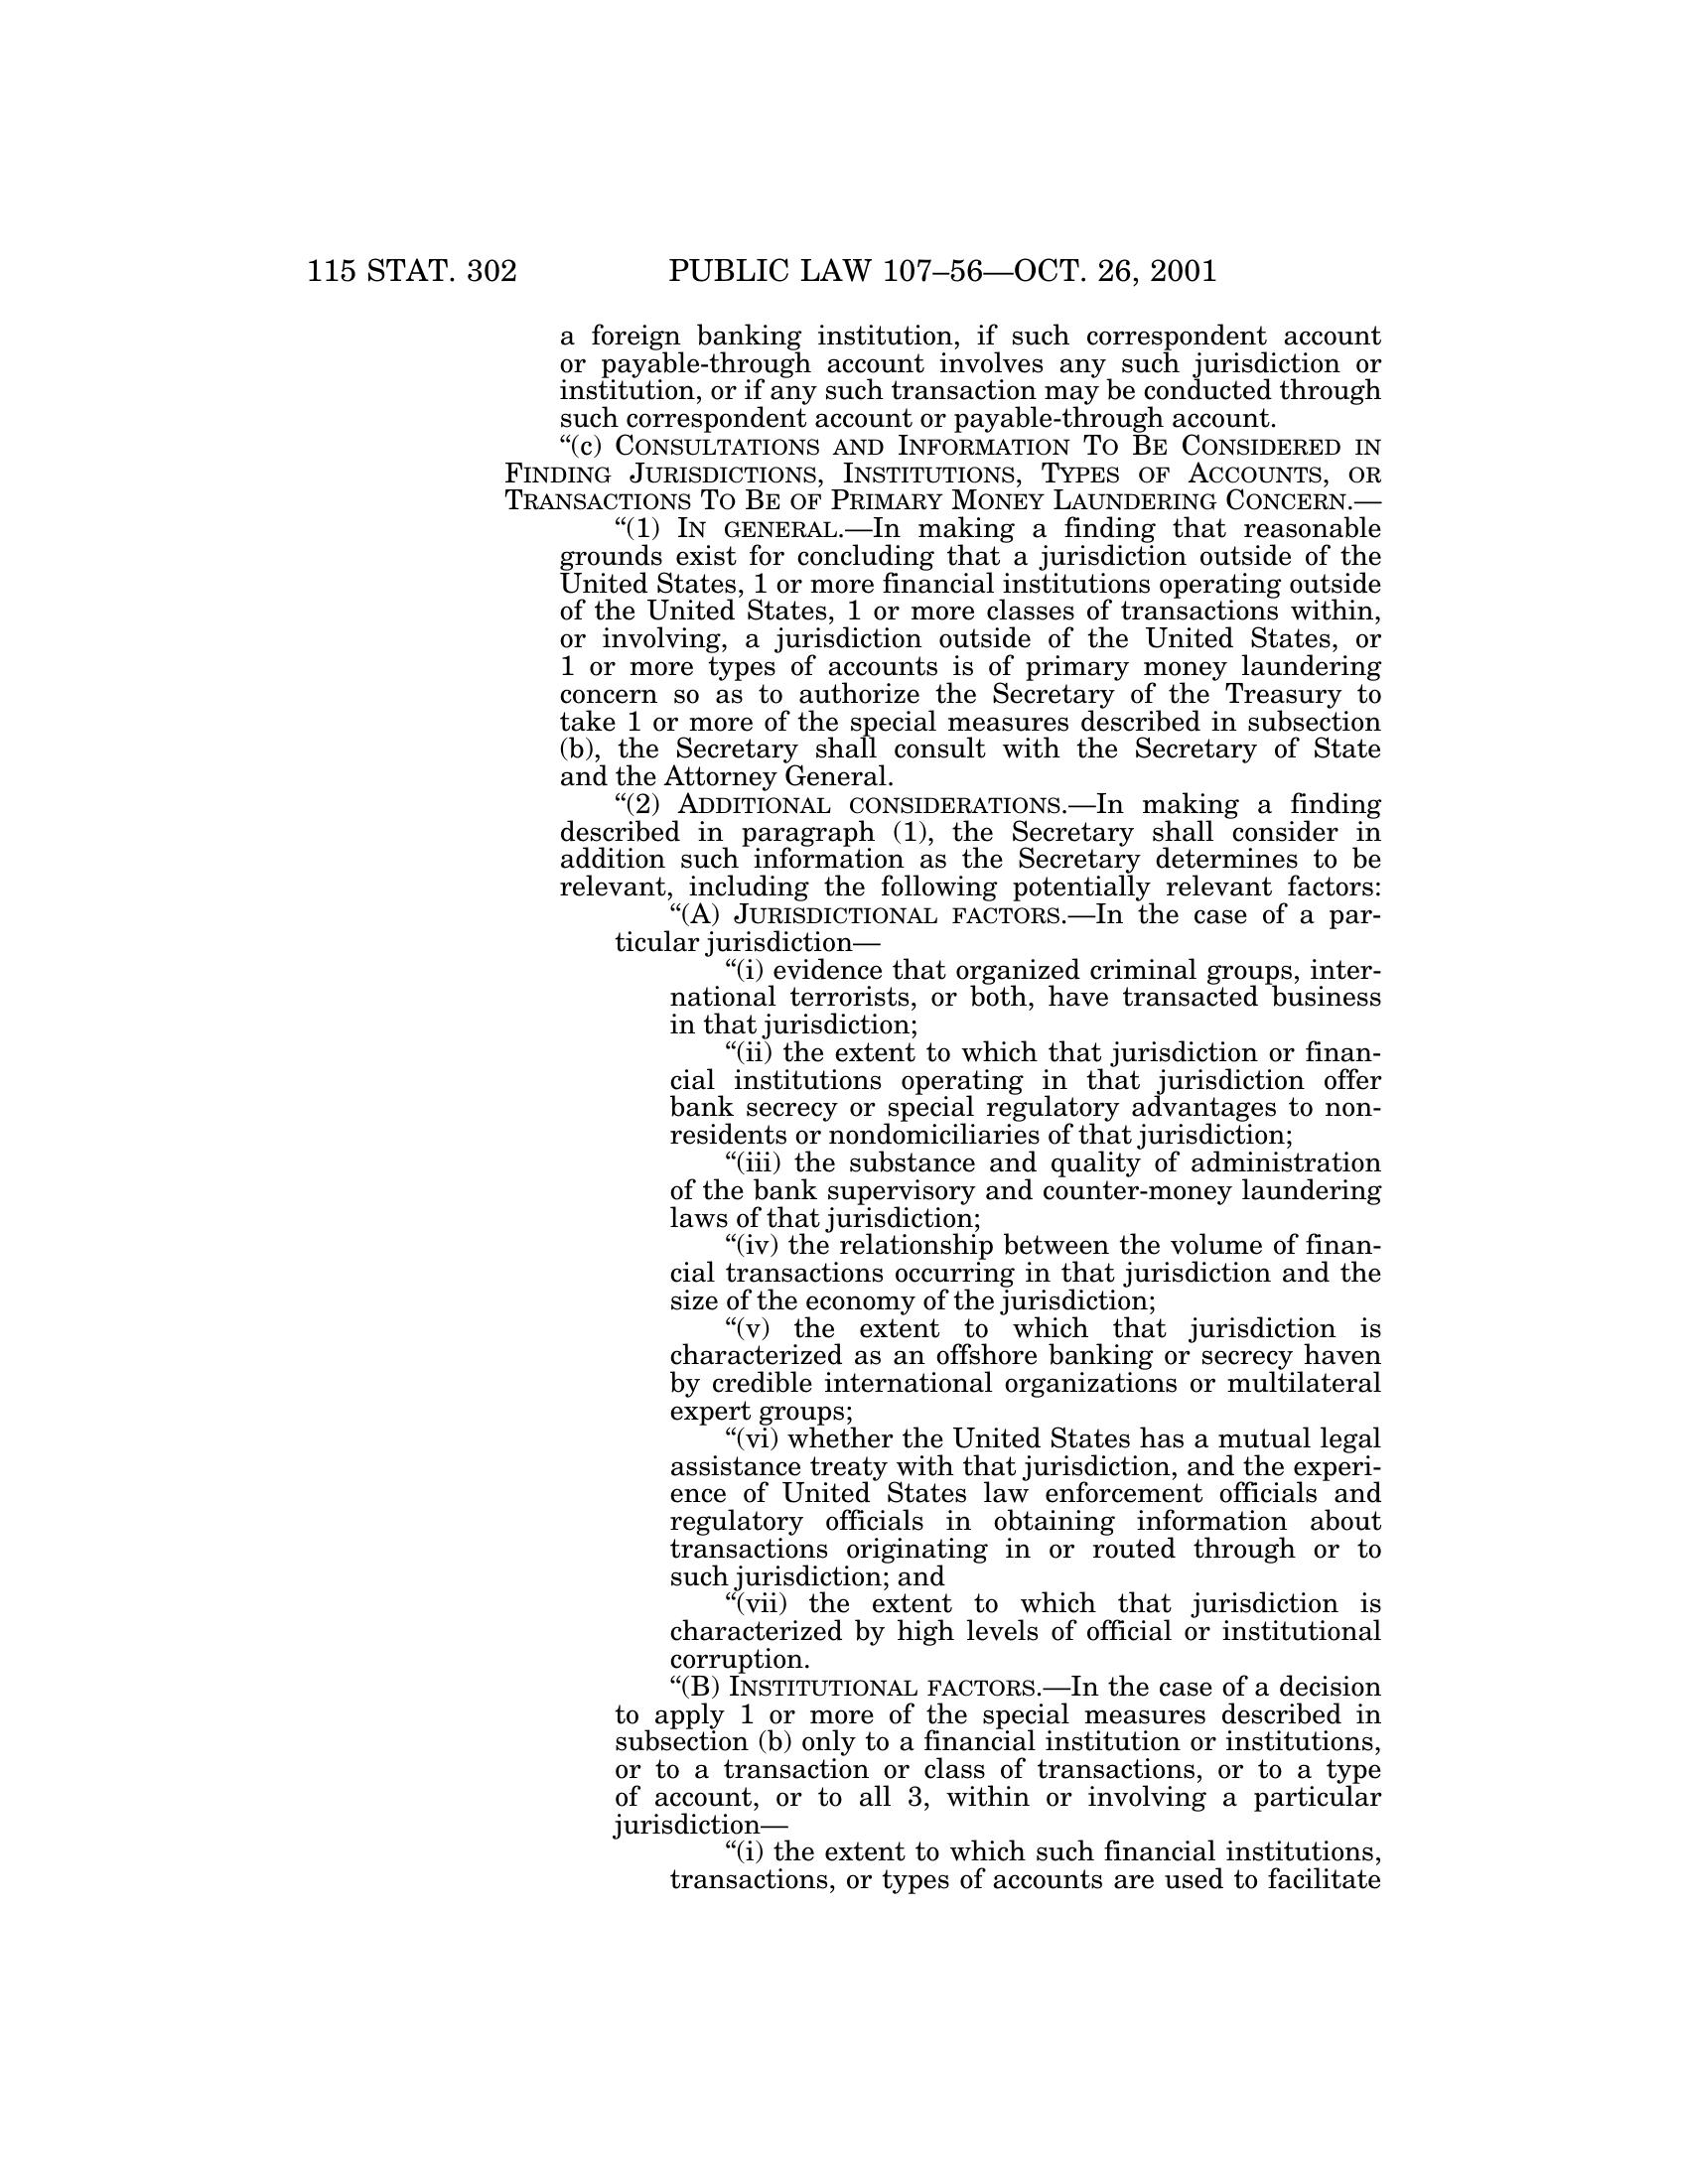 115 STAT. 302 PUBLIC LAW 107–56—OCT. 26, 2001
a foreign banking institution, if such correspondent account
or payable-through account involves any such jurisdiction or
institution, or if any such transaction may be conducted through
such correspondent account or payable-through account.
“(c) CONSULTATIONS AND INFORMATION TO BE CONSIDERED IN
FINDING JURISDICTIONS, INSTITUTIONS, TYPES OF ACCOUNTS, OR
TRANSACTIONS TO BE OF PRIMARY MONEY LAUNDERING CONCERN.—
“(1) IN GENERAL.—In making a finding that reasonable
grounds exist for concluding that a jurisdiction outside of the
United States, 1 or more financial institutions operating outside
of the United States, 1 or more classes of transactions within,
or involving, a jurisdiction outside of the United States, or
1 or more types of accounts is of primary money laundering
concern so as to authorize the Secretary of the Treasury to
take 1 or more of the special measures described in subsection
(b), the Secretary shall consult with the Secretary of State
and the Attorney General.
“(2) ADDITIONAL CONSIDERATIONS.—In making a finding
described in paragraph (1), the Secretary shall consider in
addition such information as the Secretary determines to be
relevant, including the following potentially relevant factors:
“(A) JURISDICTIONAL FACTORS.—In the case of a par-
ticular jurisdiction—
“(i) evidence that organized criminal groups, inter-
national terrorists, or both, have transacted business
in that jurisdiction;
“(ii) the extent to which that jurisdiction or finan-
cial institutions operating in that jurisdiction offer
bank secrecy or special regulatory advantages to non-
residents or nondomiciliaries of that jurisdiction;
“(iii) the substance and quality of administration
of the bank supervisory and counter-money laundering
laws of that jurisdiction;
“(iv) the relationship between the volume of finan-
cial transactions occurring in that jurisdiction and the
size of the economy of the jurisdiction;
“(v) the extent to which that jurisdiction is
characterized as an offshore banking or secrecy haven
by credible international organizations or multilateral
expert groups;
“(vi) whether the United States has a mutual legal
assistance treaty with that jurisdiction, and the experi-
ence of United States law enforcement officials and
regulatory officials in obtaining information about
transactions originating in or routed through or to
such jurisdiction; and
“(vii) the extent to which that jurisdiction is
characterized by high levels of official or institutional
corruption.
“(B) INSTITUTIONAL FACTORS.—In the case of a decision
to apply 1 or more of the special measures described in
subsection (b) only to a financial institution or institutions,
or to a transaction or class of transactions, or to a type
of account, or to all 3, within or involving a particular
jurisdiction—
“(i) the extent to which such financial institutions,
transactions, or types of accounts are used to facilitate